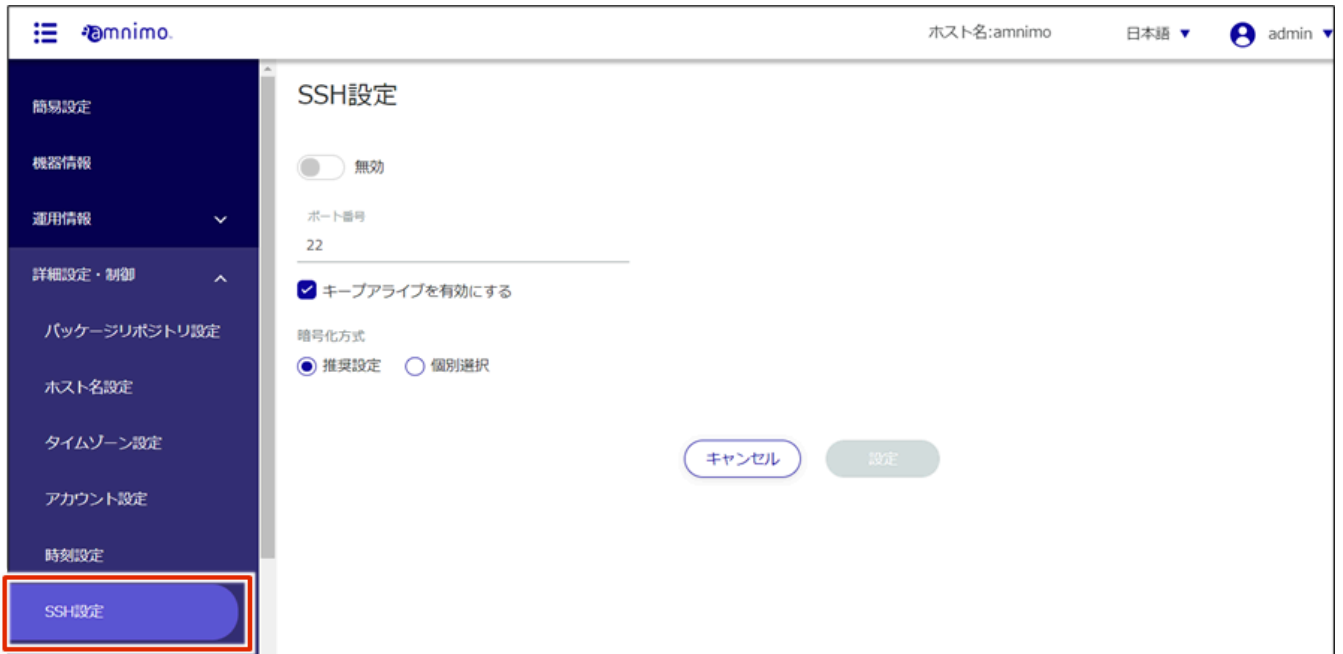 amnimo.
ホスト名:amnimo
日本語 ▼
admin ▼
簡易設定
機器情報
運用情報
詳細設定・制御
パッケージリポジトリ設定
ホスト名設定
タイムゾーン設定
アカウント設定
時刻設定
SSH設定
SSH設定
無効
ポート番号
22
キープアライブを有効にする
暗号化方式
推奨設定 個別選択
キャンセル 設定